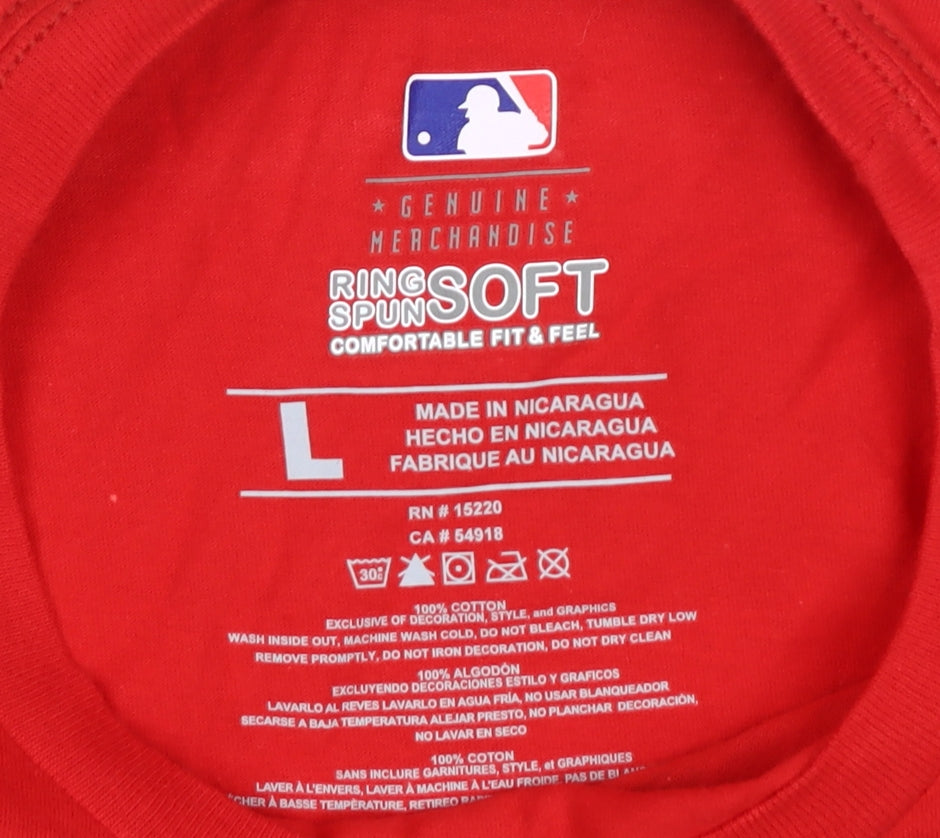 GENUINE
MERCHANDISE
RING SPUN SOFT
COMFORTABLE FIT & FEEL
L
MADE IN NICARAGUA
HECHO EN NICARAGUA
FABRIQUE AU NICARAGUA
RN # 15220
CA # 54918
30°C
100% COTTON
EXCLUSIVE OF DECORATION, STYLE, and GRAPHICS
WASH INSIDE OUT, MACHINE WASH COLD, DO NOT BLEACH, TUMBLE DRY LOW
REMOVE PROMPTLY, DO NOT IRON DECORATION, DO NOT DRY CLEAN
100% ALGODÓN
EXCLUYENDO DECORACIONES ESTILO Y GRAFICOS
LAVARLO AL REVES LAVARLO EN AGUA FRÍA, NO USAR BLANQUEADOR
SECARSE A BAJA TEMPERATURA ALEJAR PRESTO, NO PLANCHAR DECORACIÓN,
NO LAVAR EN SECO
100% COTON
SANS INCLURE GARNITURES, STYLE, et GRAPHIQUES
LAVER À L'ENVERS, LAVER À MACHINE À L'EAU FROIDE, PAS DE
À BASSE TEMPÈRATURE, RETIREO